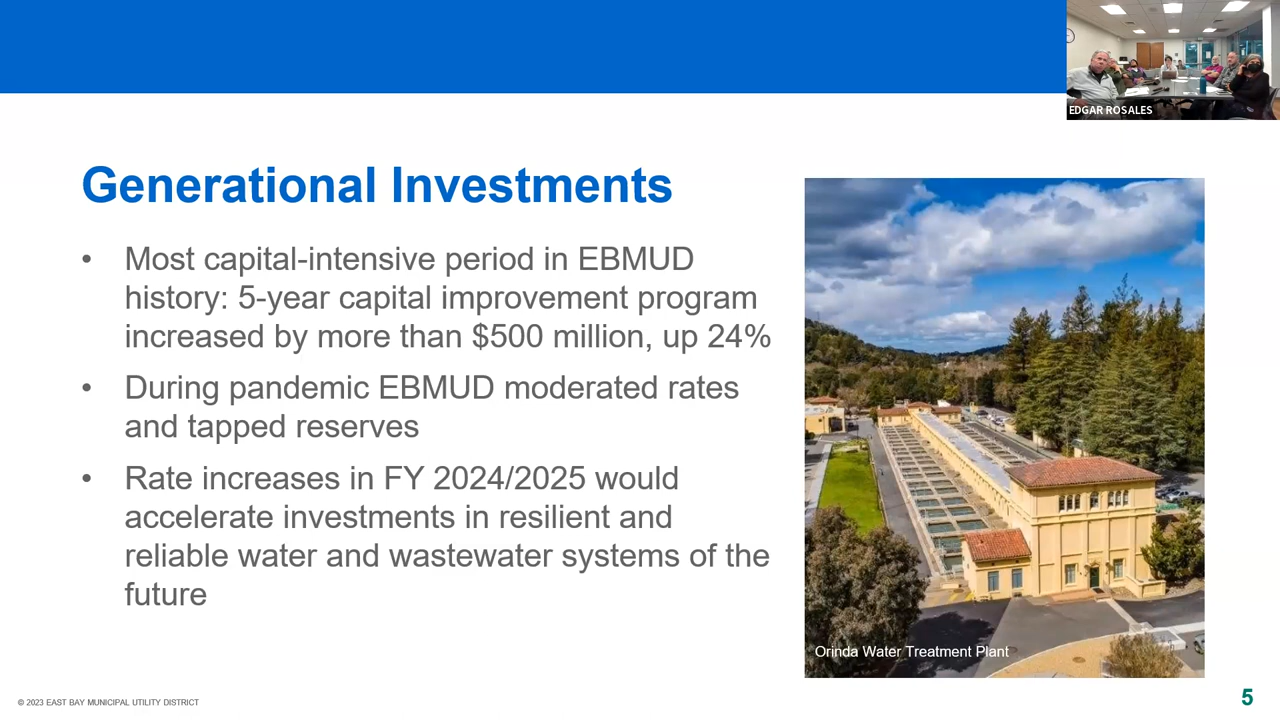 EDGAR ROSALES
Generational Investments
• Most capital-intensive period in EBMUD
history: 5-year capital improvement program
increased by more than $500 million, up 24%
• During pandemic EBMUD moderated rates
and tapped reserves
• Rate increases in FY 2024/2025 would
accelerate investments in resilient and
reliable water and wastewater systems of the
future
Orinda Water Treatment Plant
© 2023 EAST BAY MUNICIPAL UTILITY DISTRICT
5